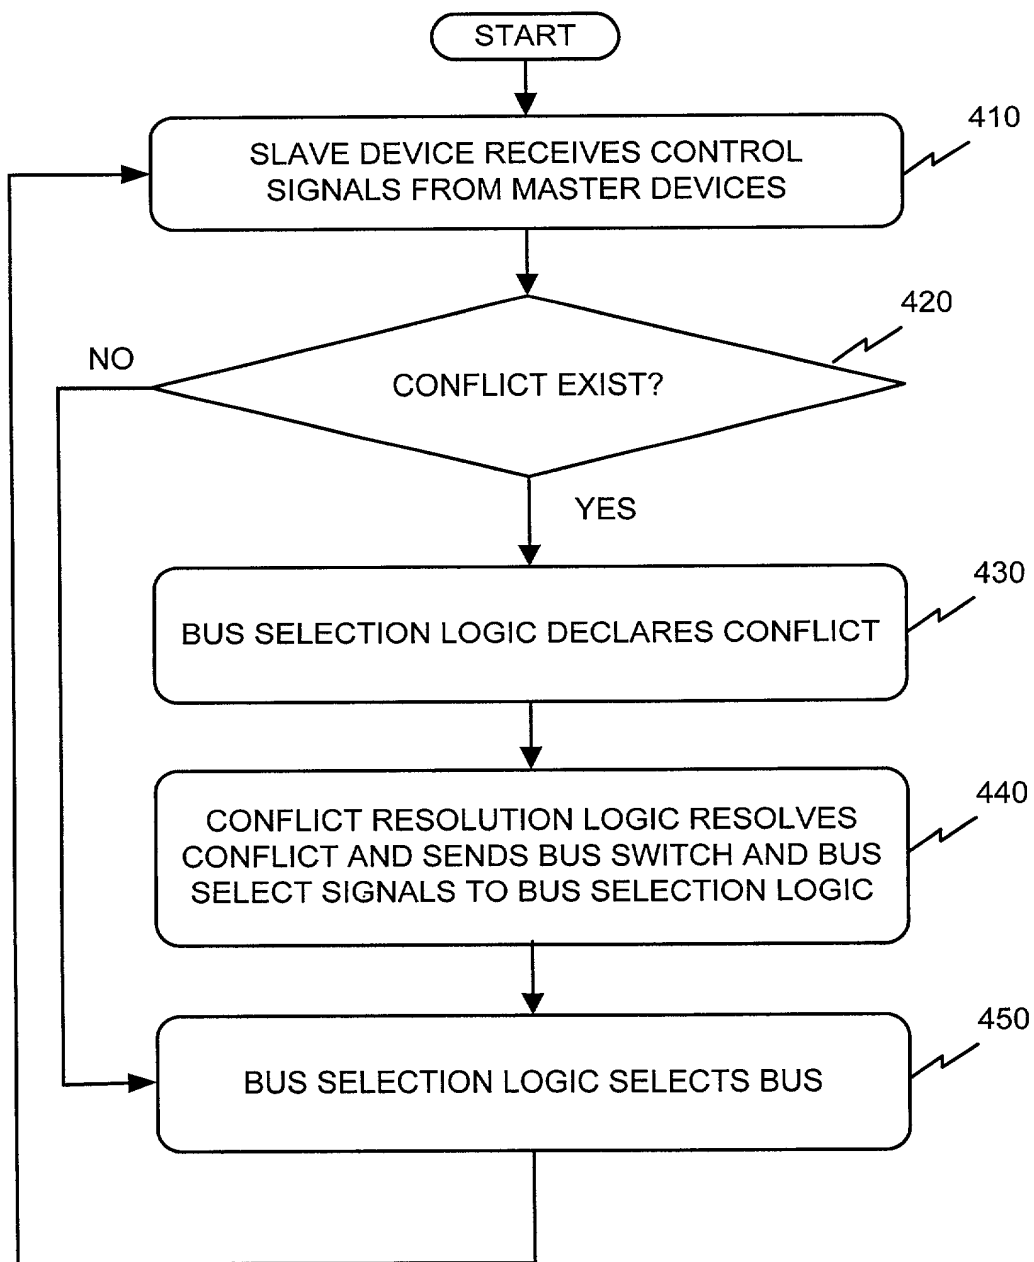 START
410
SLAVE DEVICE RECEIVES CONTROL
SIGNALS FROM MASTER DEVICES
420
NO
CONFLICT EXIST?
YES
430
BUS SELECTION LOGIC DECLARES CONFLICT
440
CONFLICT RESOLUTION LOGIC RESOLVES
CONFLICT AND SENDS BUS SWITCH AND BUS
SELECT SIGNALS TO BUS SELECTION LOGIC
450
BUS SELECTION LOGIC SELECTS BUS